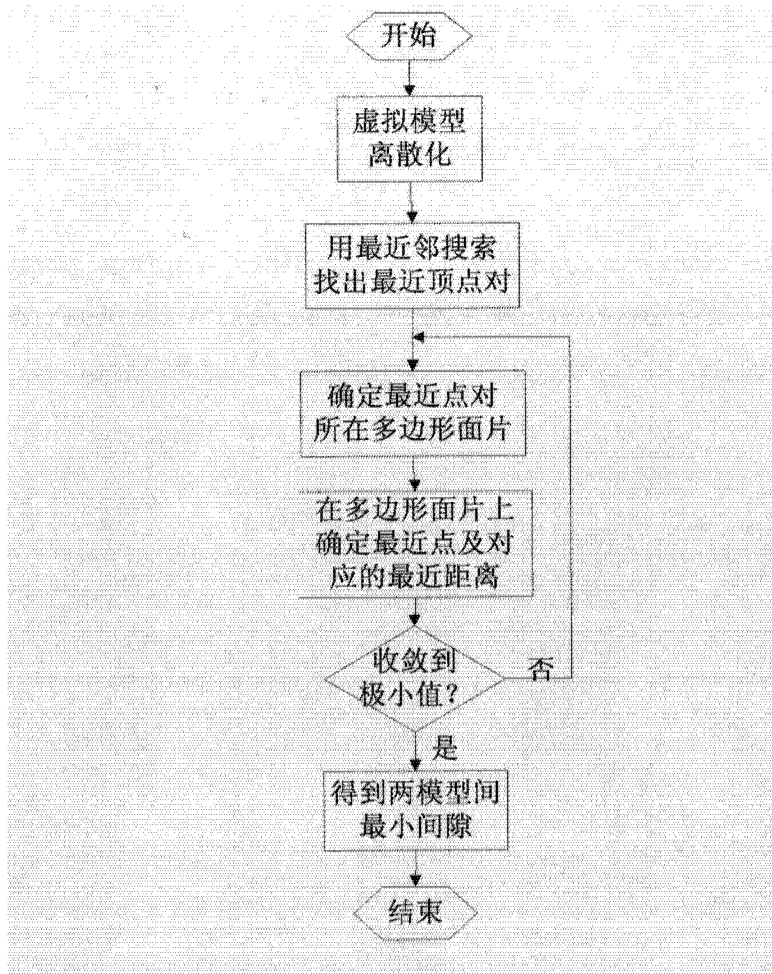 开始
虚拟模型
离散化
用最近邻搜索
找出最近顶点对
确定最近点对
所在多边形面片
在多边形面片上
确定最近点及对
应的最近距离
收敛到
极小值?
否
是
得到两模型间
最小间隙
结束